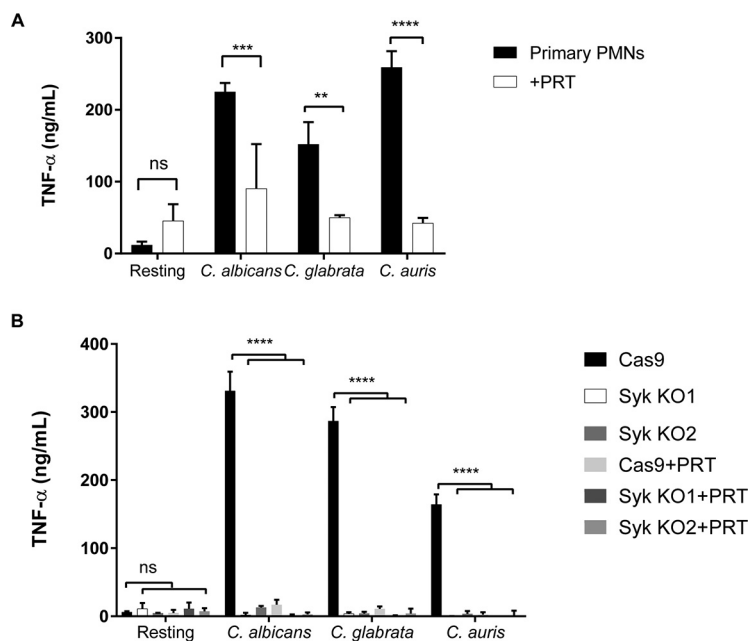 A
300
200
100
0
TNF-α (ng/mL)
ns
***
**
****
Resting
C. albicans
C. glabrata
C. auris
Primary PMNs
+PRT
B
400
300
200
100
0
TNF-α (ng/mL)
ns
****
****
****
Resting
C. albicans
C. glabrata
C. auris
Cas9
Syk KO1
Syk KO2
Cas9+PRT
Syk KO1+PRT
Syk KO2+PRT